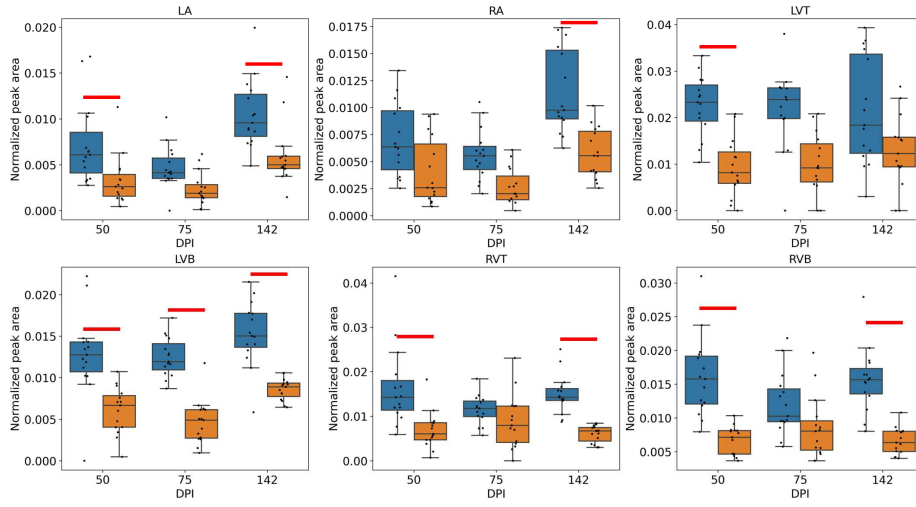 LA
Normalized peak area
0.020
0.015
0.010
0.005
0.000
50
75
142
DPI
RA
Normalized peak area
0.0175
0.0150
0.0125
0.0100
0.0075
0.0050
0.0025
0.0000
50
75
142
DPI
LVT
Normalized peak area
0.04
0.03
0.02
0.01
0.00
50
75
142
DPI
LVB
Normalized peak area
0.020
0.015
0.010
0.005
0.000
50
75
142
DPI
RVT
Normalized peak area
0.04
0.03
0.02
0.01
0.00
50
75
142
DPI
RVB
Normalized peak area
0.030
0.025
0.020
0.015
0.010
0.005
50
75
142
DPI